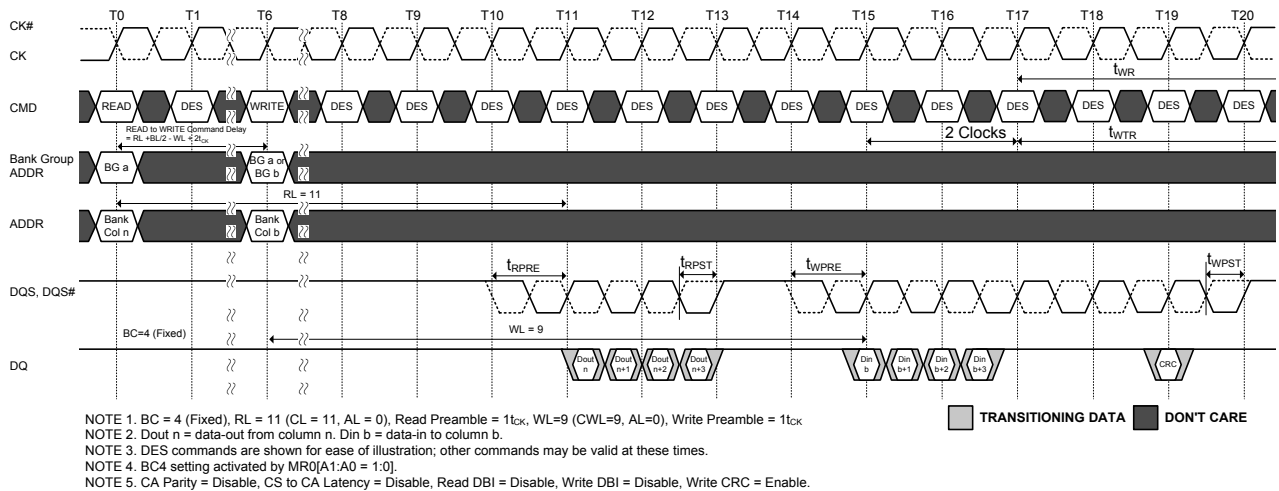 T0 T1 T6 T8 T9 T10 T11 T12 T13 T14 T15 T16 T17 T18 T19 T20
CK#
CK
tWR
CMD READ DES WRITE DES DES DES DES DES DES DES DES DES DES DES DES DES
READ to WRITE Command Delay
= RL +BL/2 - WL + 2tCK
2 Clocks tWTR
Bank Group
ADDR
BG a
BG a or
BG b
RL = 11
ADDR
Bank
Col n
Bank
Col b
tRPRE tRPST tWPRE tWPST
DQS, DQS#
BC=4 (Fixed) WL = 9
DQ
Dout
n
Dout
n+1
Dout
n+2
Dout
n+3
Din
b
Din
b+1
Din
b+2
Din
b+3
CRC
TRANSITIONING DATA DON'T CARE
NOTE 1. BC = 4 (Fixed), RL = 11 (CL = 11, AL = 0), Read Preamble = 1tCK, WL=9 (CWL=9, AL=0), Write Preamble = 1tCK
NOTE 2. Dout n = data-out from column n. Din b = data-in to column b.
NOTE 3. DES commands are shown for ease of illustration; other commands may be valid at these times.
NOTE 4. BC4 setting activated by MR0[A1:A0 = 1:0].
NOTE 5. CA Parity = Disable, CS to CA Latency = Disable, Read DBI = Disable, Write DBI = Disable, Write CRC = Enable.